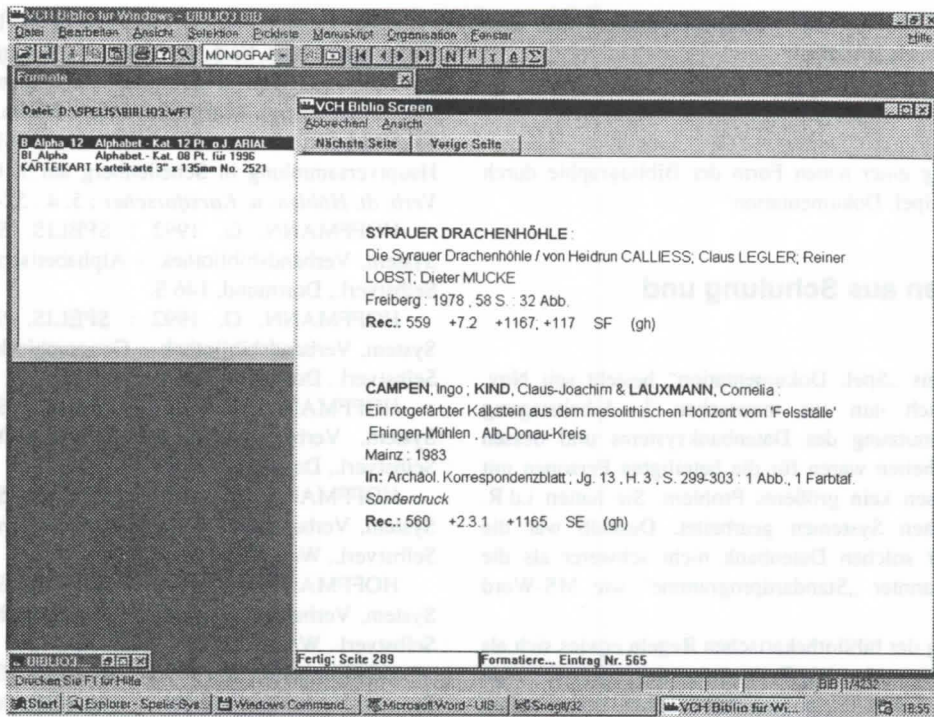 VCH Biblio für Windows - BIBLIO3.BIB
Datei Bearbeiten Ansicht Selektion Pickliste Manuskript Organisation Fenster Hilfe
MONOGRAF
Formate
Datei: D:\SPELIS\BIBLIO3.WFT
B_Alpha_12 Alphabet - Kat. 12 Pt. o.J. ARIAL
BI_Alpha Alphabet.- Kat. 08 Pt. für 1996
KARTEIKART Karteikarte 3" x 135mm No. 2521
VCH Biblio Screen
Abbrechen! Ansicht
Nächste Seite Vorige Seite
SYRAUER DRACHENHÖHLE :
Die Syrauer Drachenhöhle / von Heidrun CALLIESS; Claus LEGLER; Reiner
LOBST; Dieter MUCKE
Freiberg : 1978 , 58 S. : 32 Abb.
Rec.: 559 +7.2 +1167; +117 SF (gh)
CAMPEN, Ingo ; KIND, Claus-Joachim & LAUXMANN, Cornelia :
Ein rotgefärbter Kalkstein aus dem mesolithischen Horizont vom 'Felsställe'
,Ehingen-Mühlen , Alb-Donau-Kreis
Mainz : 1983
In: Archäol. Korrespondenzblatt ; Jg. 13 , H. 3 , S. 299-303 : 1 Abb., 1 Farbtaf.
Sonderdruck
Rec.: 560 +2.3.1 +1165 SE (gh)
Fertig: Seite 289 Formatiere... Eintrag Nr. 565
BIBLIO3...
Drücken Sie F1 für Hilfe BIB 1/4232
Start Explorer - Spelis-Sys... Windows Command... Microsoft Word - UIS... SnagIt/32 VCH Biblio für Wi... 18:55